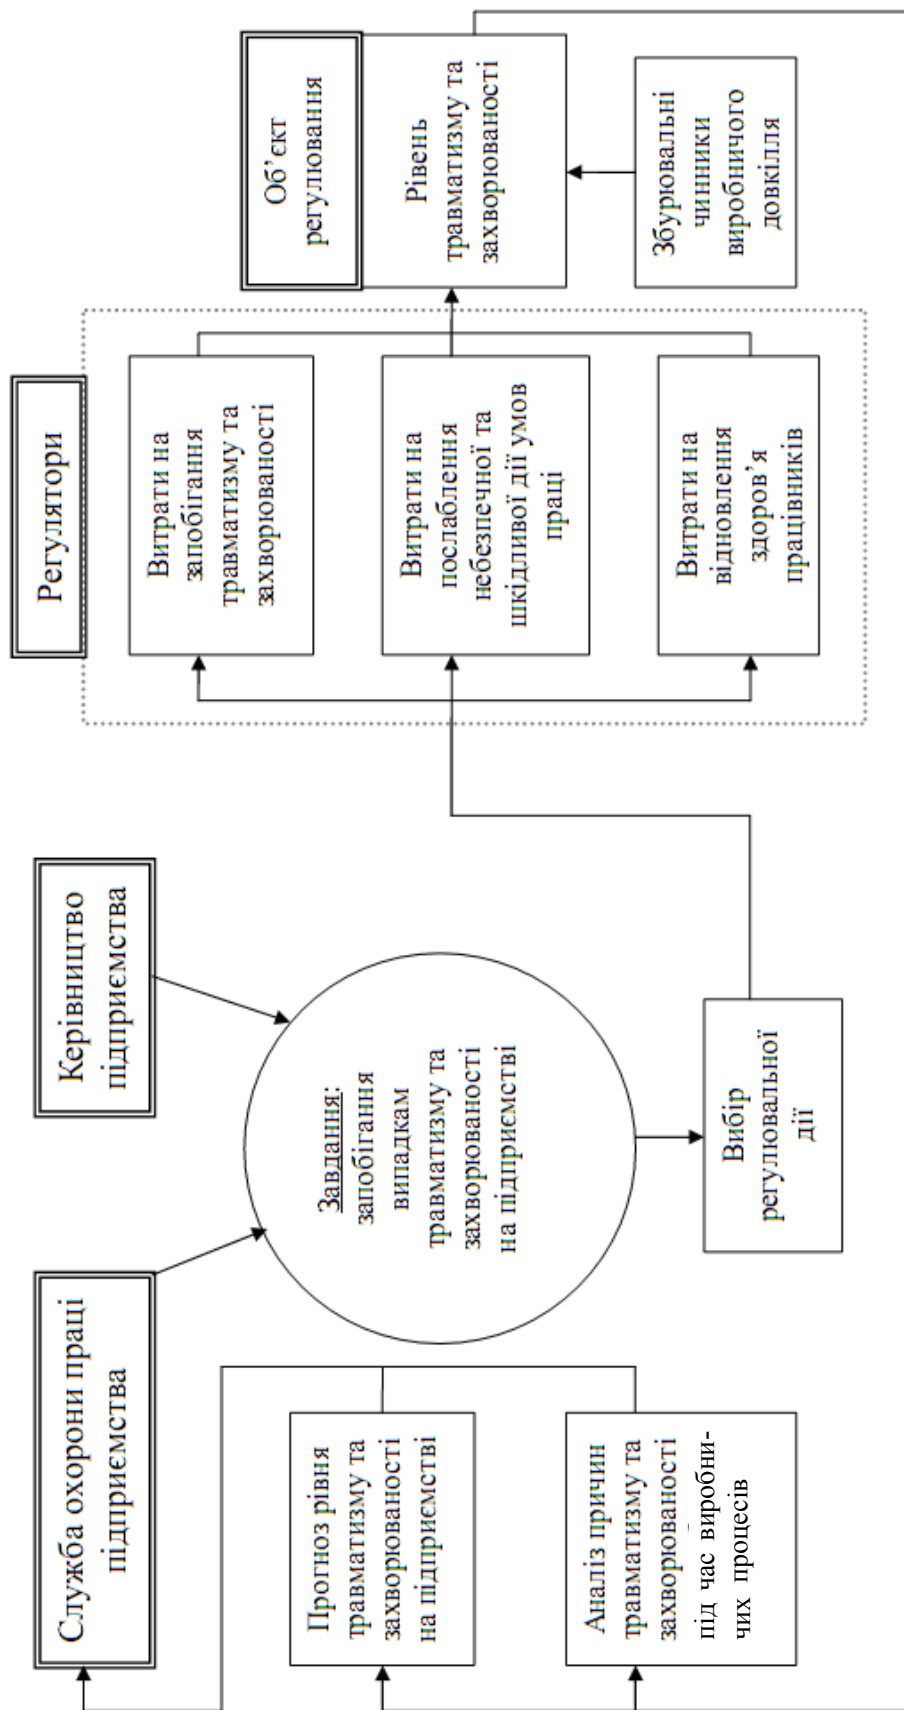 Служба охорони праці
підприємства
Керівництво
підприємства
Регулятори
Об’єкт
регулювання
Прогноз рівня
травматизму та
захворюваності
на підприємстві
Аналіз причин
травматизму та
захворюваності
під час виробни-
чих процесів
Завдання:
запобігання
випадкам
травматизму та
захворюваності
на підприємстві
Вибір
регулювальної
дії
Витрати на
запобігання
травматизму та
захворюваності
Витрати на
послаблення
небезпечної та
шкідливої дії умов
праці
Витрати на
відновлення
здоров’я
працівників
Рівень
травматизму та
захворюваності
Збурювальні
чинники
виробничого
довкілля